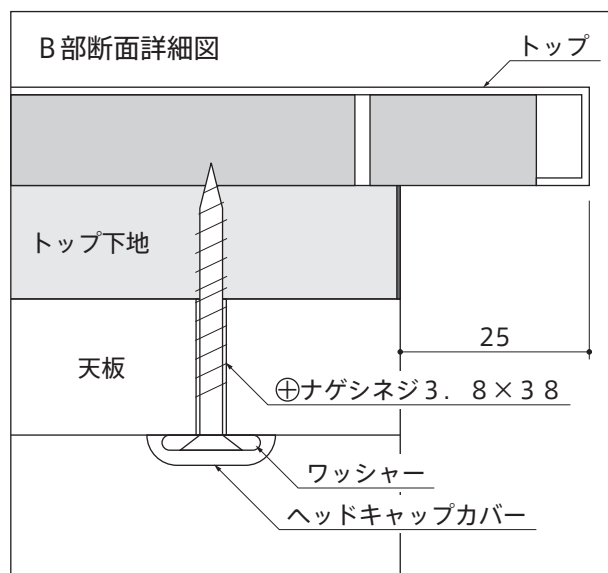 B部断面詳細図
トップ
トップ下地
25
天板
⊕ナゲシネジ3.8×38
ワッシャー
ヘッドキャップカバー